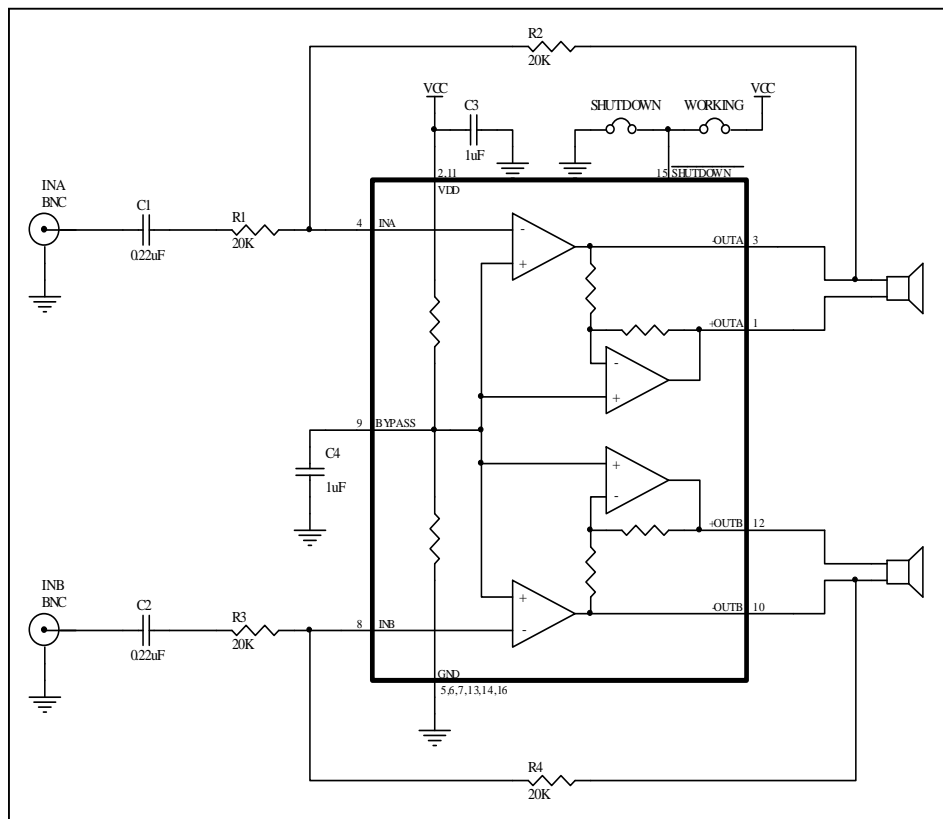 R2
20K
VCC
C3
1uF
SHUTDOWN
WORKING
VCC
2,11
VDD
15
SHUTDOWN
INA
BNC
C1
0.22uF
R1
20K
4
INA
-
+
-OUTA
3
+OUTA
1
-
+
9
BYPASS
C4
1uF
+
-
+OUTB
12
INB
BNC
C2
0.22uF
R3
20K
8
INB
+
-
-OUTB
10
GND
5,6,7,13,14,16
R4
20K